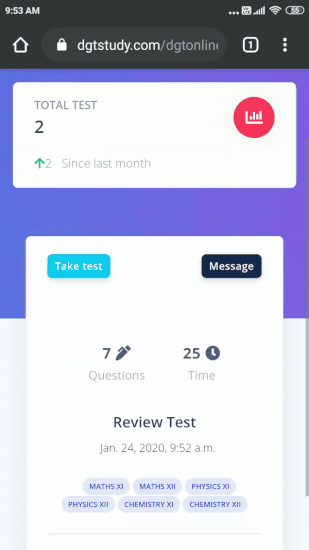 9:53 AM
55
dgtstudy.com/dgtonline
1
TOTAL TEST
2
2 Since last month
Take test Message
7 25
Questions Time
Review Test
Jan. 24, 2020, 9:52 a.m.
MATHS XI MATHS XII PHYSICS XI
PHYSICS XII CHEMISTRY XI CHEMISTRY XII